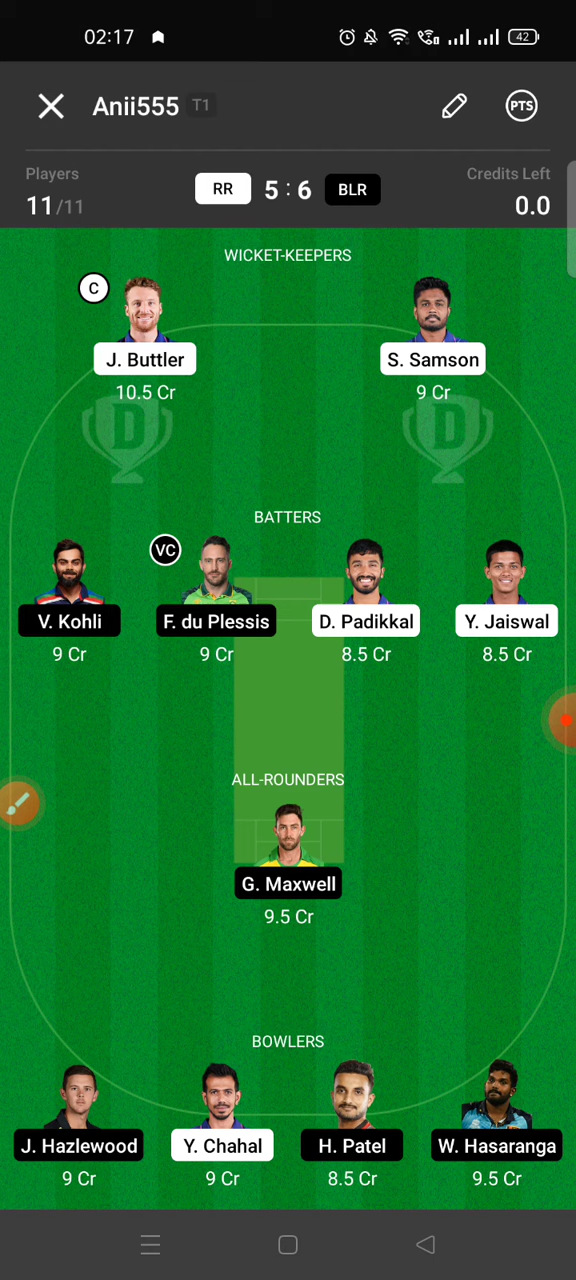 02:17
42
Anii555 T1
PTS
Players
Credits Left
11/11
RR 5 : 6 BLR
0.0
WICKET-KEEPERS
C
J. Buttler
S. Samson
10.5 Cr
9 Cr
D
D
BATTERS
VC
V. Kohli
F. du Plessis
D. Padikkal
Y. Jaiswal
9 Cr
9 Cr
8.5 Cr
8.5 Cr
ALL-ROUNDERS
G. Maxwell
9.5 Cr
BOWLERS
J. Hazlewood
Y. Chahal
H. Patel
W. Hasaranga
9 Cr
9 Cr
8.5 Cr
9.5 Cr